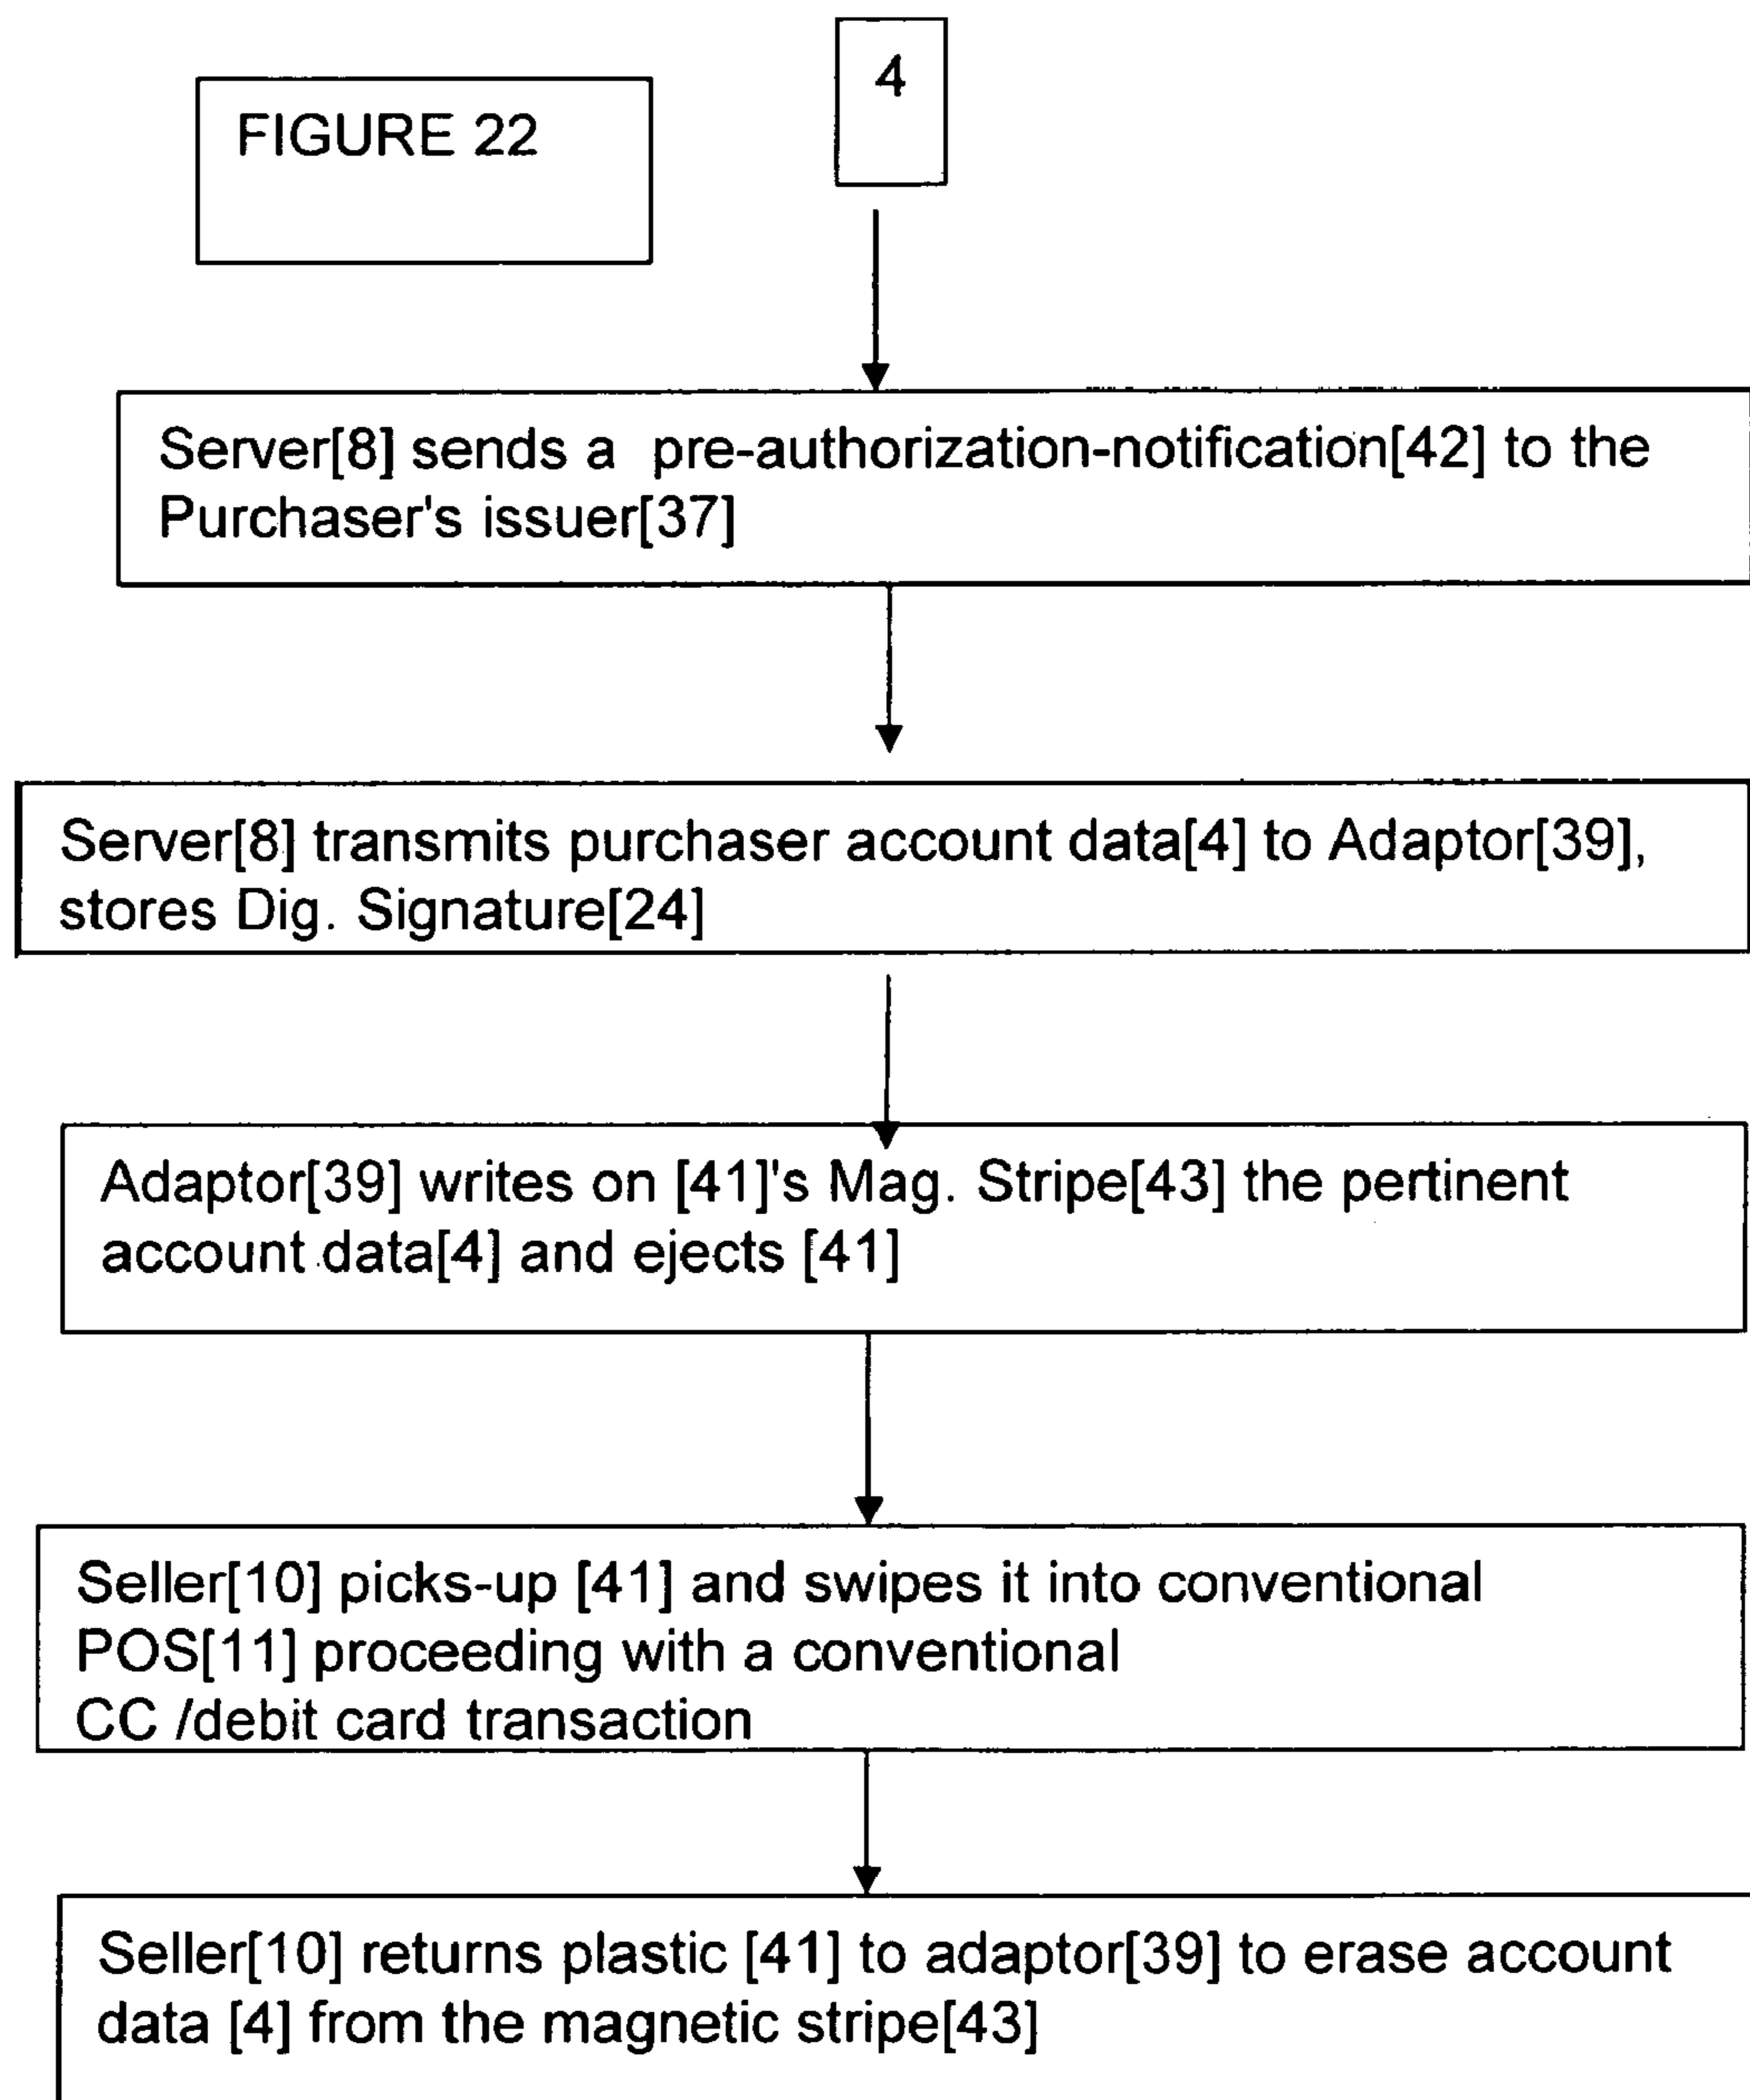 FIGURE 22
4
Server[8] sends a  pre-authorization-notification[42] to the
Purchaser's issuer[37]
Server[8] transmits purchaser account data[4] to Adaptor[39],
stores Dig. Signature[24]
Adaptor[39] writes on [41]'s Mag. Stripe[43] the pertinent
account data[4] and ejects [41]
Seller[10] picks-up [41] and swipes it into conventional
POS[11] proceeding with a conventional
CC /debit card transaction
Seller[10] returns plastic [41] to adaptor[39] to erase account
data [4] from the magnetic stripe[43]